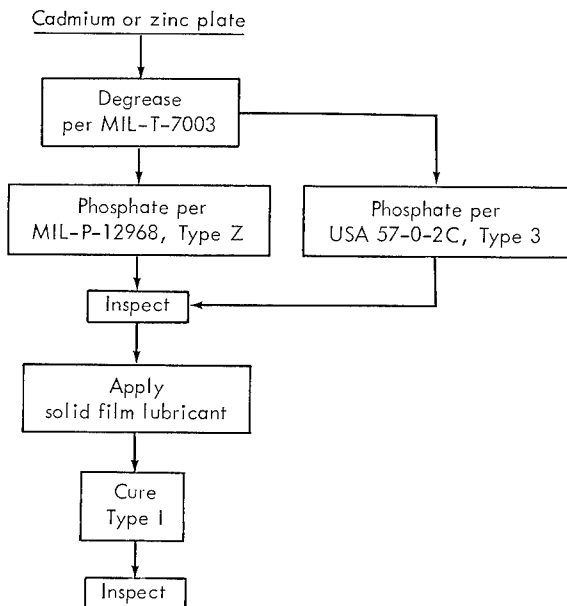 Cadmium or zinc plate
Degrease
per MIL-T-7003
Phosphate per
MIL-P-12968, Type Z
Phosphate per
USA 57-0-2C, Type 3
Inspect
Apply
solid film lubricant
Cure
Type I
Inspect